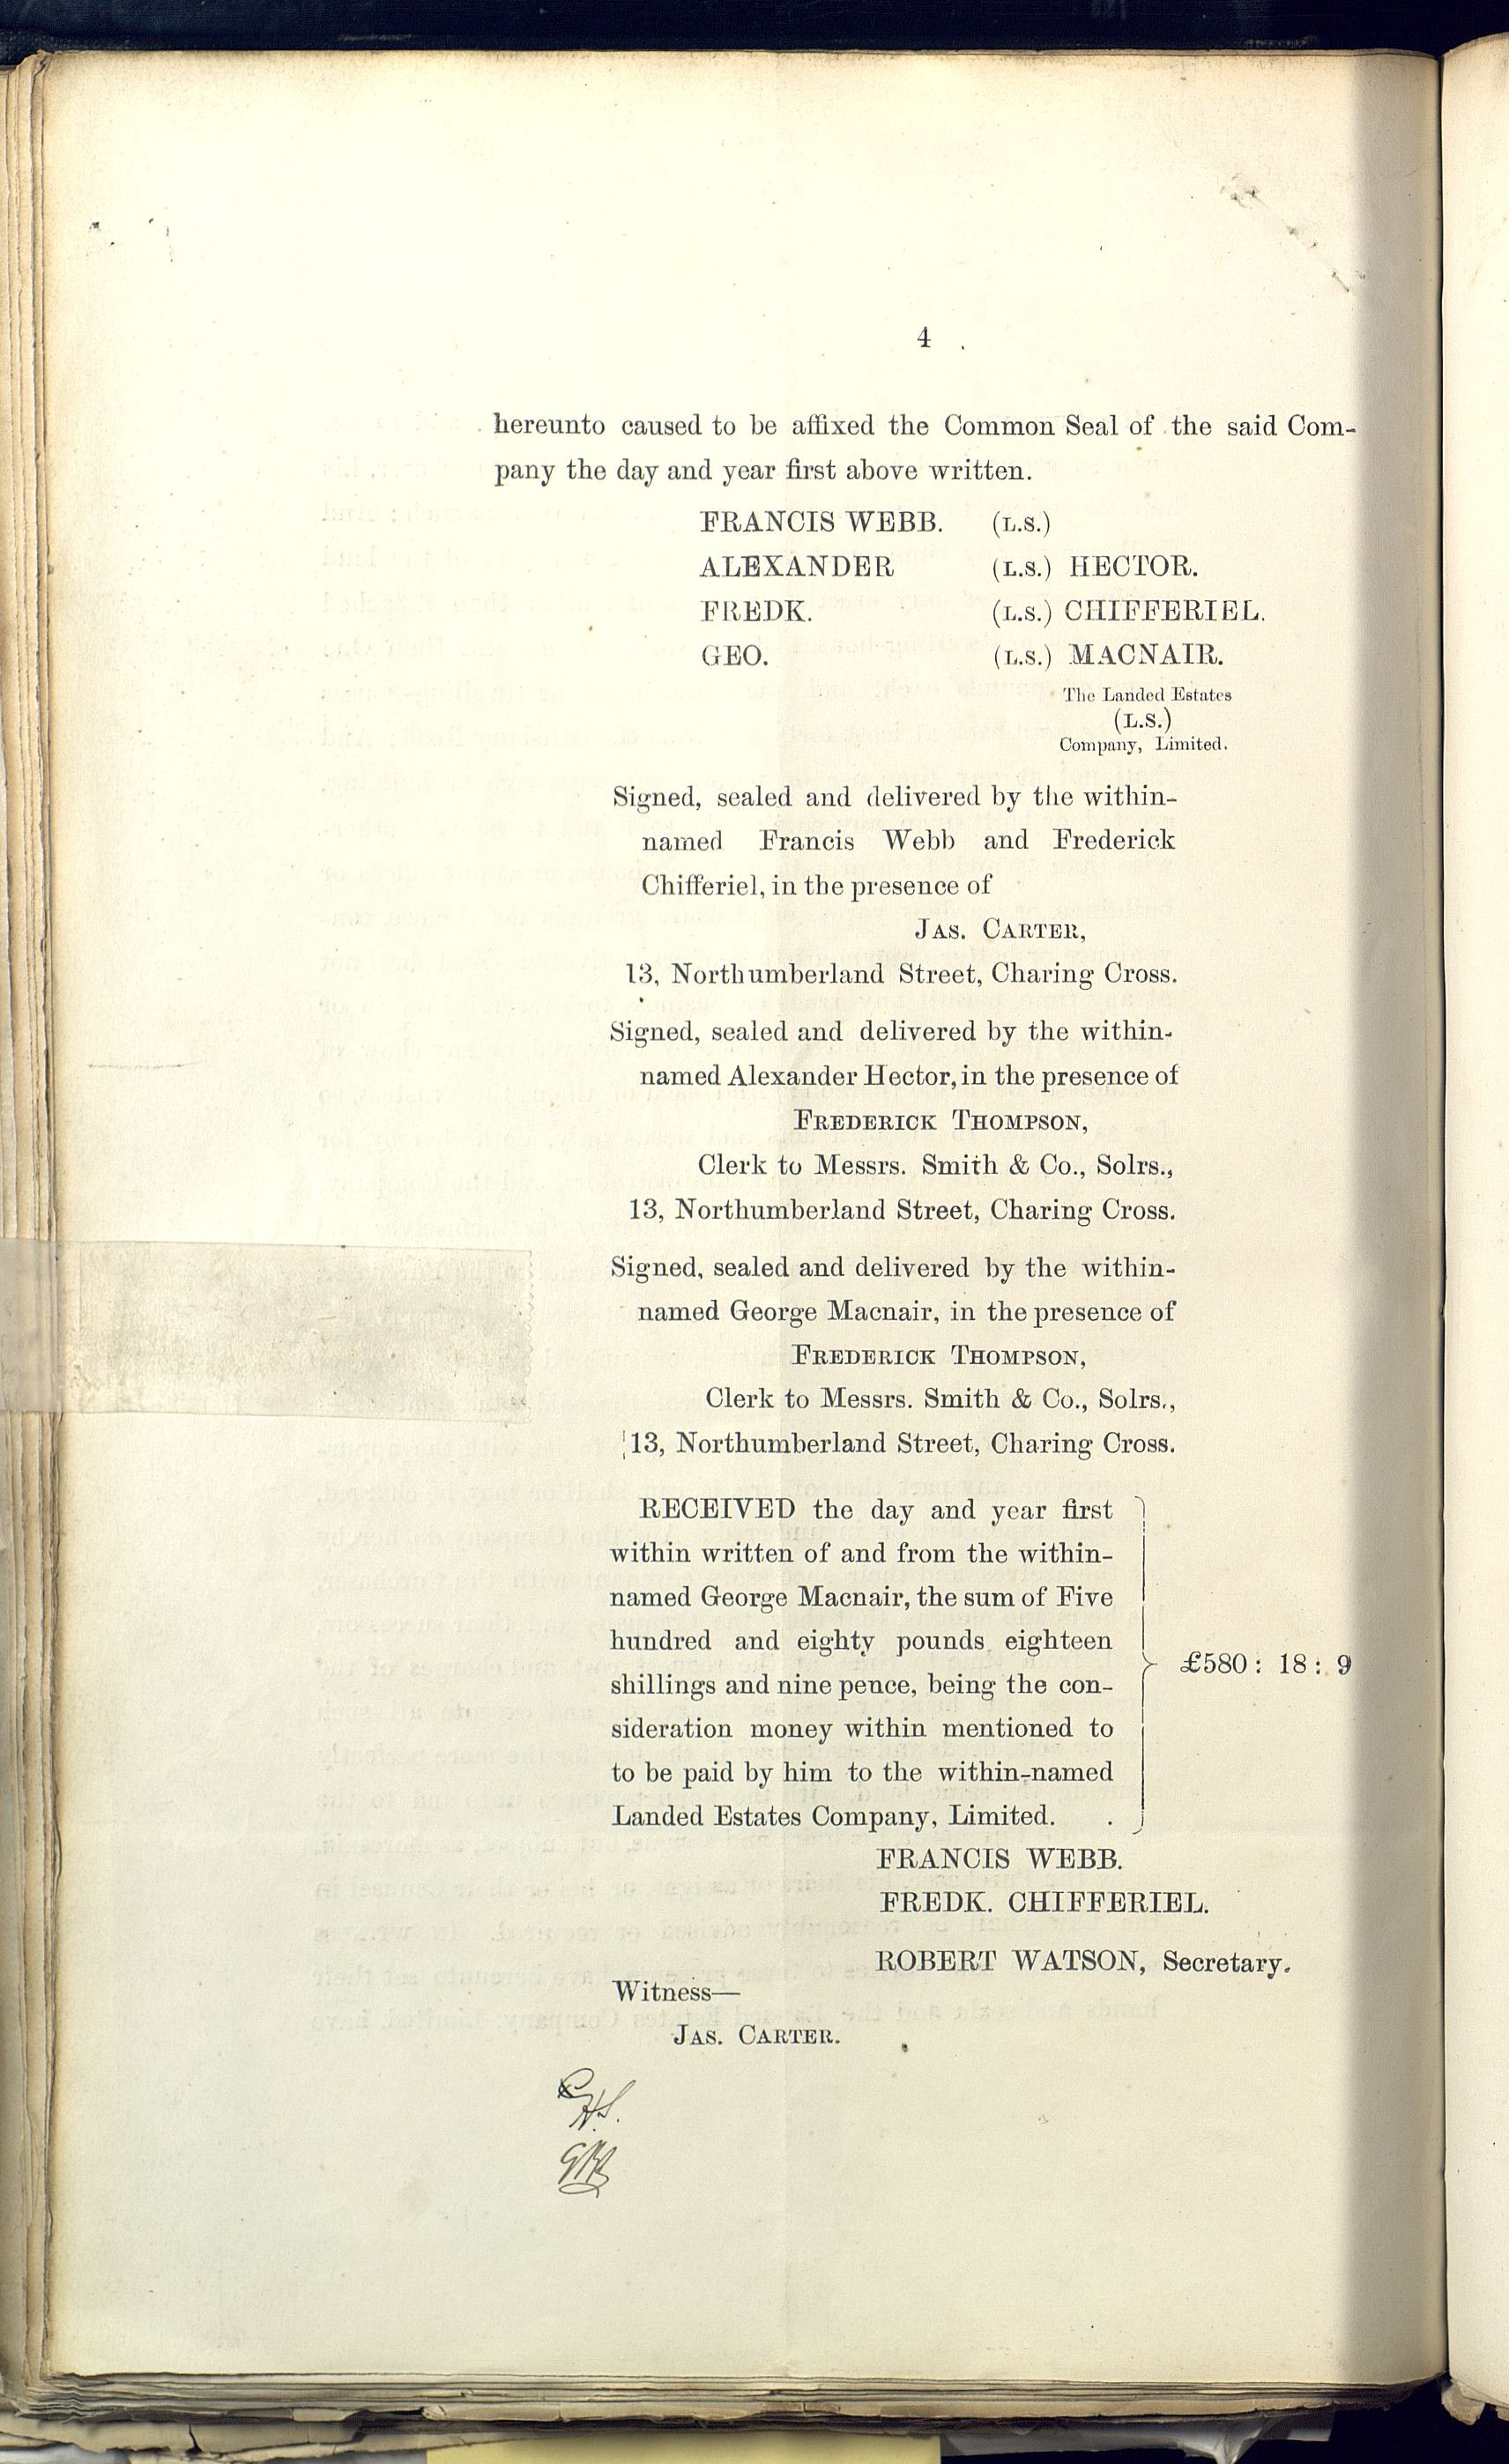 4
hereunto caused to be affixed the Common Seal of the said Com-
pany the day and year first above written.
FRANCIS WEBB. (L.S.)
ALEXANDER (L.S.) HECTOR.
FREDK. (L.S.) CHIFFERIEL.
GEO. (L.S.) MACNAIR.
The Landed Estates
(L.S.)
Company, Limited.
Signed, sealed and delivered by the within-
named Francis Webb and Frederick
Chifferiel, in the presence of
JAS. CARTER,
13, Northumberland Street, Charing Cross.
Signed, sealed and delivered by the within-
named Alexander Hector, in the presence of
FREDERICK THOMPSON,
Clerk to Messrs. Smith & Co., Solrs.,
13, Northumberland Street, Charing Cross.
Signed, sealed and delivered by the within-
named George Macnair, in the presence of
FREDERICK THOMPSON,
Clerk to Messrs. Smith & Co., Solrs.,
13, Northumberland Street, Charing Cross.
RECEIVED the day and year first
within written of and from the within-
named George Macnair, the sum of Five
hundred and eighty pounds eighteen
shillings and nine pence, being the con-
£580 : 18 : 9
sideration money within mentioned to
to be paid by him to the within-named
Landed Estates Company, Limited.
FRANCIS WEBB.
FREDK. CHIFFERIEL.
ROBERT WATSON, Secretary.
Witness—
JAS. CARTER.